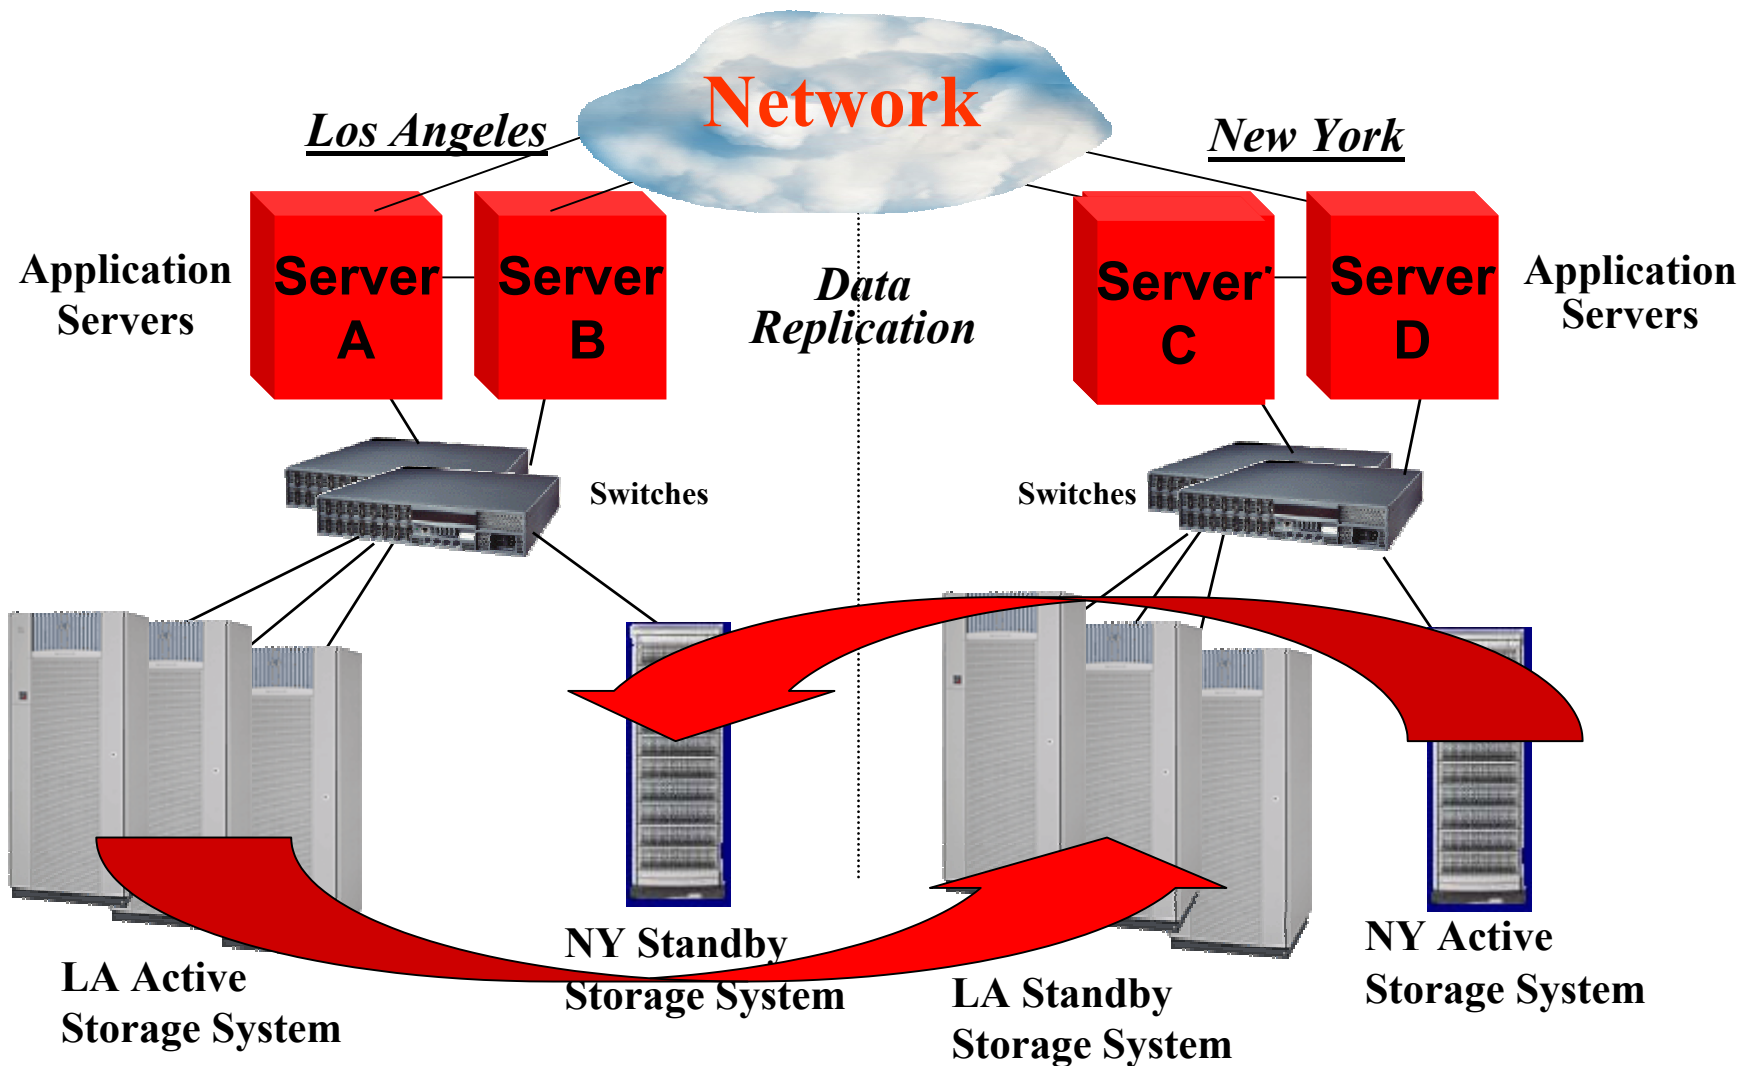 Network
Los Angeles
New York
Application
Servers
Server
A
Server
B
Data
Replication
Server
C
Server
D
Application
Servers
Switches
Switches
LA Active
Storage System
NY Standby
Storage System
LA Standby
Storage System
NY Active
Storage System